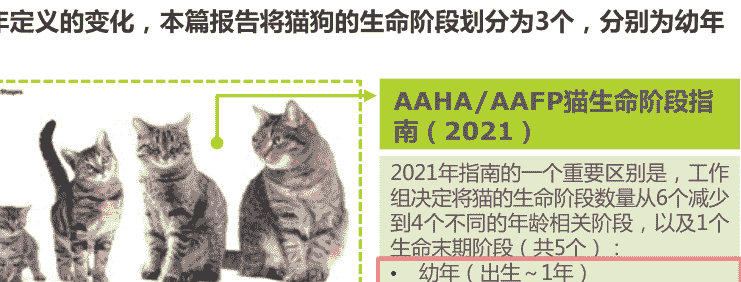 年定义的变化，本篇报告将猫狗的生命阶段划分为3个，分别为幼年
Stages
AAHA/AAFP猫生命阶段指
南（2021）
2021年指南的一个重要区别是，工作
组决定将猫的生命阶段数量从6个减少
到4个不同的年龄相关阶段，以及1个
生命末期阶段（共5个）：
• 幼年（出生～1年）